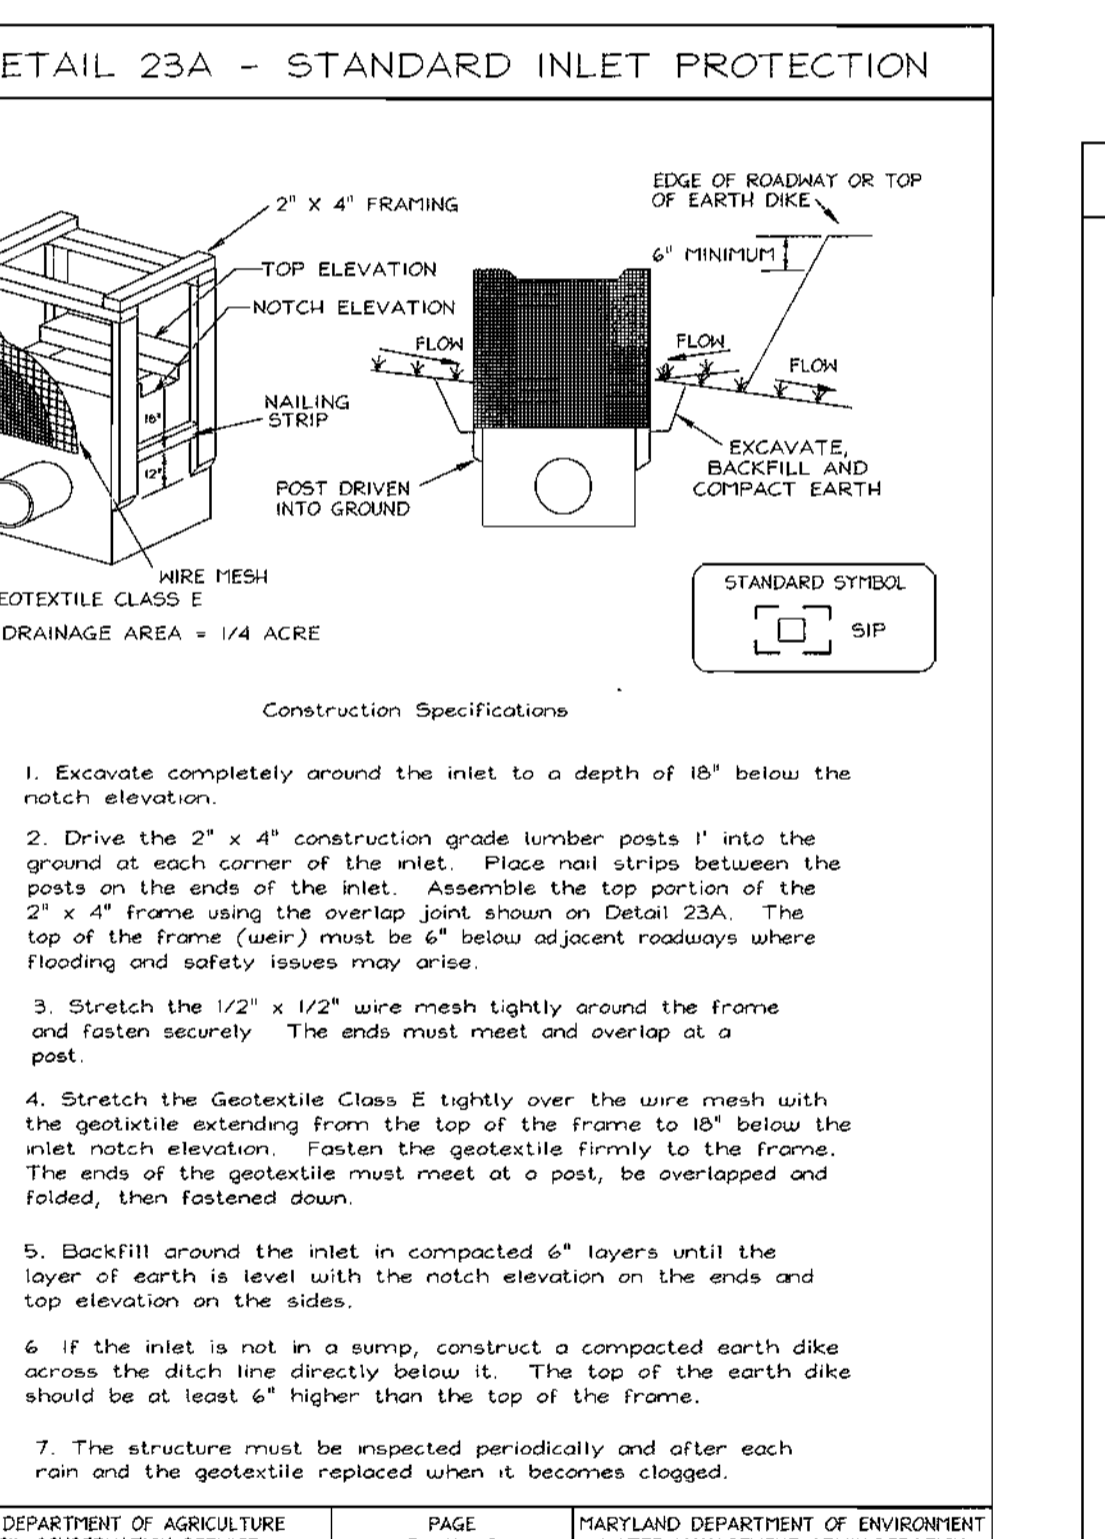 ETAIL 23A - STANDARD INLET PROTECTION
EDGE OF ROADWAY OR TOP
OF EARTH DIKE
2" X 4" FRAMING
6" MINIMUM
TOP ELEVATION
NOTCH ELEVATION
FLOW
FLOW
FLOW
NAILING
STRIP
18"
12"
EXCAVATE,
BACKFILL AND
COMPACT EARTH
POST DRIVEN
INTO GROUND
WIRE MESH
EOTEXTILE CLASS E
DRAINAGE AREA = 1/4 ACRE
STANDARD SYMBOL
SIP
Construction Specifications
1. Excavate completely around the inlet to a depth of 18" below the
notch elevation.
2. Drive the 2" x 4" construction grade lumber posts 1' into the
ground at each corner of the inlet. Place nail strips between the
posts on the ends of the inlet. Assemble the top portion of the
2" x 4" frame using the overlap joint shown on Detail 23A. The
top of the frame (weir) must be 6" below adjacent roadways where
flooding and safety issues may arise.
3. Stretch the 1/2" x 1/2" wire mesh tightly around the frame
and fasten securely The ends must meet and overlap at a
post.
4. Stretch the Geotextile Class E tightly over the wire mesh with
the geotixtile extending from the top of the frame to 18" below the
inlet notch elevation. Fasten the geotextile firmly to the frame.
The ends of the geotextile must meet at a post, be overlapped and
folded, then fastened down.
5. Backfill around the inlet in compacted 6" layers until the
layer of earth is level with the notch elevation on the ends and
top elevation on the sides.
6 If the inlet is not in a sump, construct a compacted earth dike
across the ditch line directly below it. The top of the earth dike
should be at least 6" higher than the top of the frame.
7. The structure must be inspected periodically and after each
rain and the geotextile replaced when it becomes clogged.
DEPARTMENT OF AGRICULTURE
PAGE
MARYLAND DEPARTMENT OF ENVIRONMENT